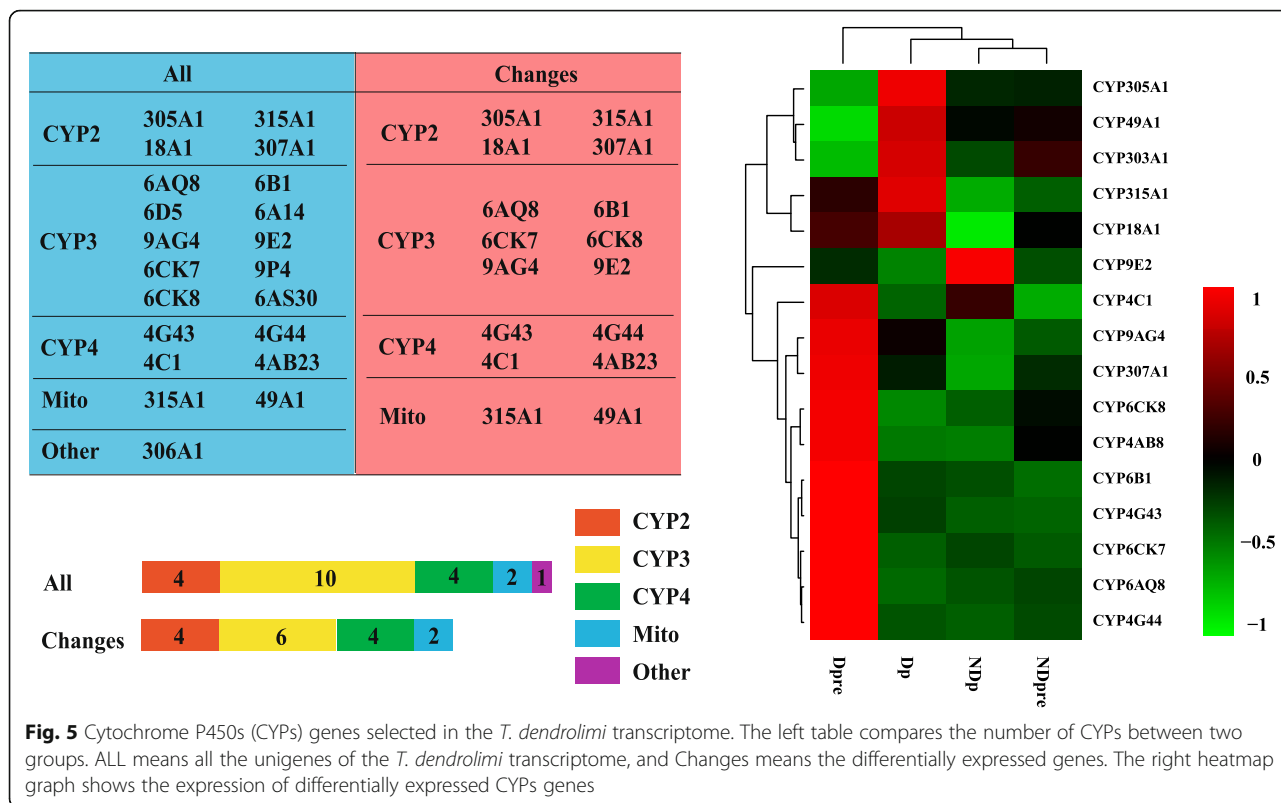 All Changes
CYP2 305A1 315A1 305A1 315A1
18A1 307A1 CYP2 18A1 307A1
6AQ8 6B1
6D5 6A14 6AQ8 6B1
CYP3 9AG4 9E2 CYP3 6CK7 6CK8
6CK7 9P4 9AG4 9E2
6CK8 6AS30
CYP4 4G43 4G44 CYP4 4G43 4G44
4C1 4AB23 4C1 4AB23
Mito 315A1 49A1 Mito 315A1 49A1
Other 306A1
All 4 10 4 2 1
Changes 4 6 4 2
CYP2
CYP3
CYP4
Mito
Other
CYP305A1
CYP49A1
CYP303A1
CYP315A1
CYP18A1
CYP9E2
CYP4C1
CYP9AG4
CYP307A1
CYP6CK8
CYP4AB8
CYP6B1
CYP4G43
CYP6CK7
CYP6AQ8
CYP4G44
Dpre Dp NDp NDpre
1
0.5
0
−0.5
−1
Fig. 5 Cytochrome P450s (CYPs) genes selected in the T. dendrolimi transcriptome. The left table compares the number of CYPs between two
groups. ALL means all the unigenes of the T. dendrolimi transcriptome, and Changes means the differentially expressed genes. The right heatmap
graph shows the expression of differentially expressed CYPs genes